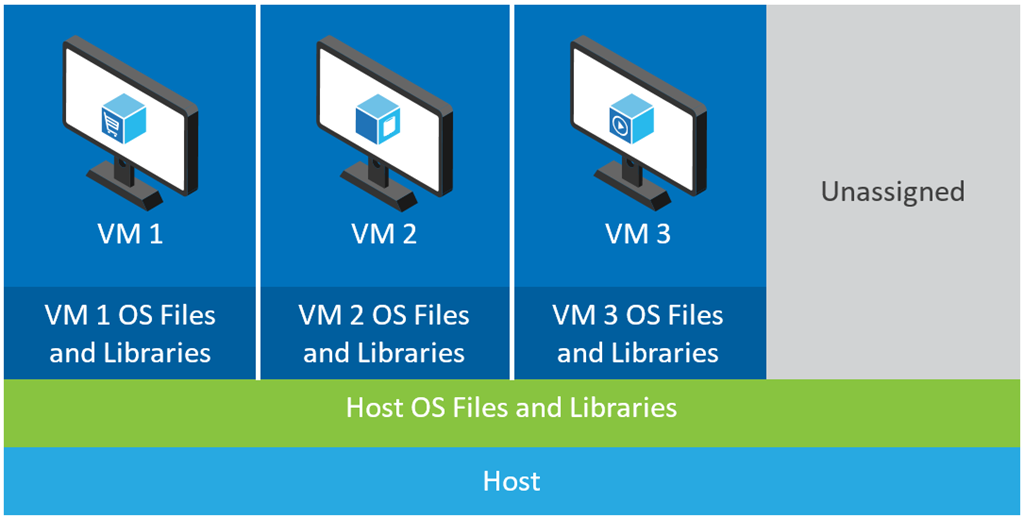 VM 1
VM 2
VM 3
Unassigned
VM 1 OS Files
and Libraries
VM 2 OS Files
and Libraries
VM 3 OS Files
and Libraries
Host OS Files and Libraries
Host